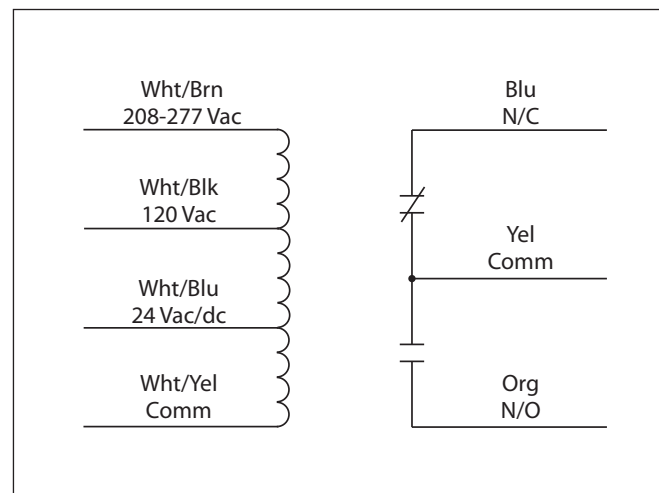 Wht/Brn
208-277 Vac
Wht/Blk
120 Vac
Wht/Blu
24 Vac/dc
Wht/Yel
Comm
Blu
N/C
Yel
Comm
Org
N/O